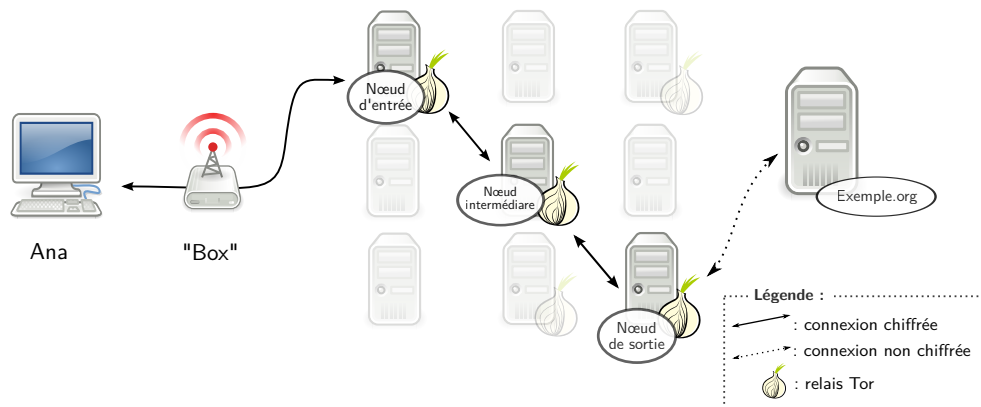 Nœud
d'entrée
Nœud
intermédiare
Exemple.org
Ana
"Box"
Nœud
de sortie
Légende :
: connexion chiffrée
: connexion non chiffrée
: relais Tor